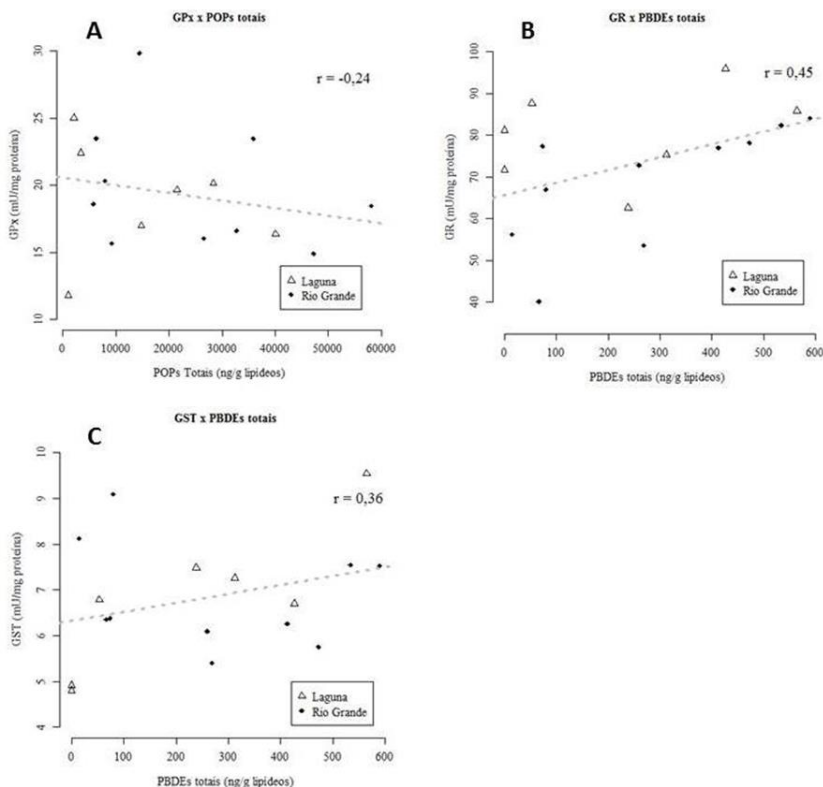 A
GPx x POPs totais
r = -0,24
GPx (mU/mg proteína)
30
25
20
15
10
Laguna
Rio Grande
0 10000 20000 30000 40000 50000 60000
POPs Totais (ng/g lipídeos)
B
GR x PBDEs totais
r = 0,45
GR (mU/mg proteína)
100
90
80
70
60
50
40
Laguna
Rio Grande
0 100 200 300 400 500 600
PBDEs totais (ng/g lipídeos)
C
GST x PBDEs totais
r = 0,36
GST (mU/mg proteína)
10
9
8
7
6
5
4
Laguna
Rio Grande
0 100 200 300 400 500 600
PBDEs totais (ng/g lipídeos)